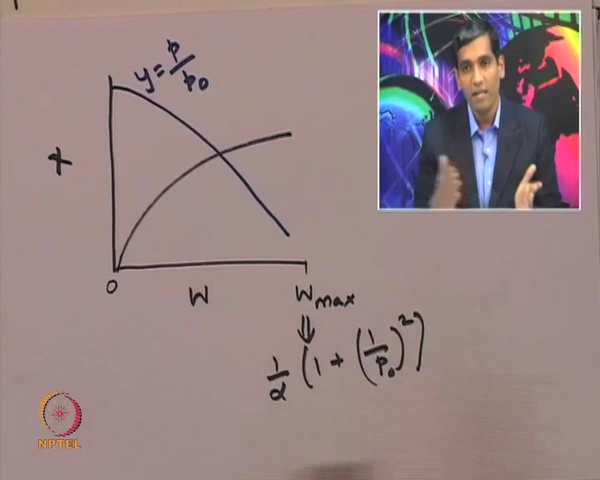 y = p/p₀
X
0
W
Wmax
⇓
1/α (1 + (1/p₀)²)
NPTEL